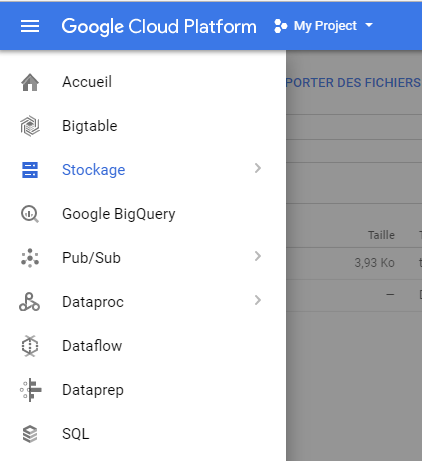 Google Cloud Platform My Project
Accueil
Bigtable
PORTER DES FICHIERS
Stockage
Google BigQuery
Taille
Pub/Sub
3,93 Ko
Dataproc
—
Dataflow
Dataprep
SQL